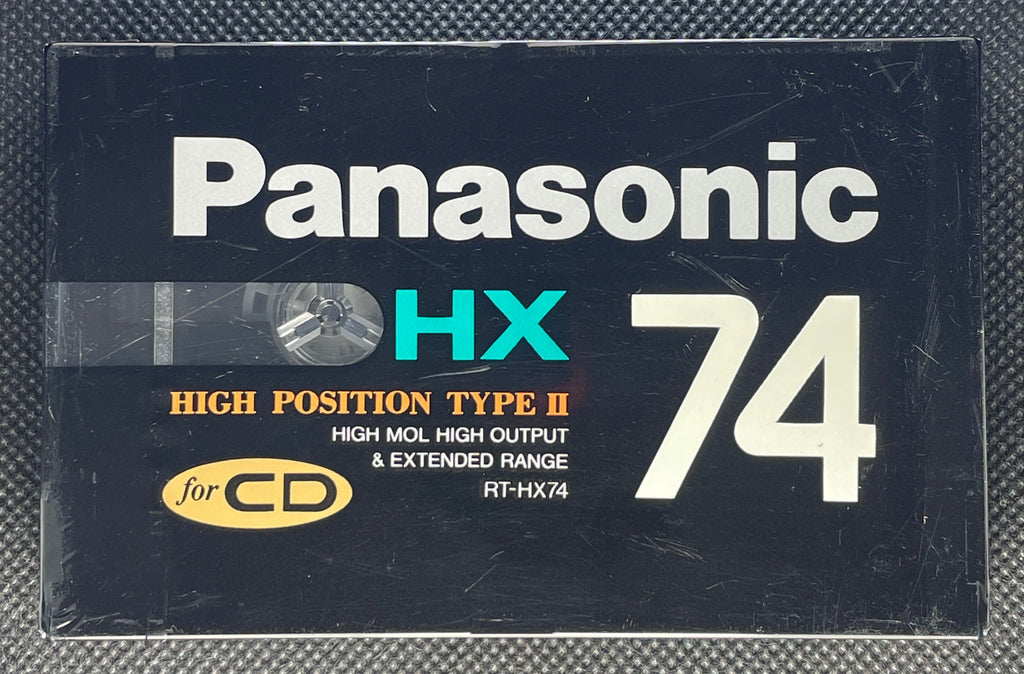 Panasonic
HX 74
HIGH POSITION TYPE II
HIGH MOL HIGH OUTPUT
& EXTENDED RANGE
RT-HX74
for CD